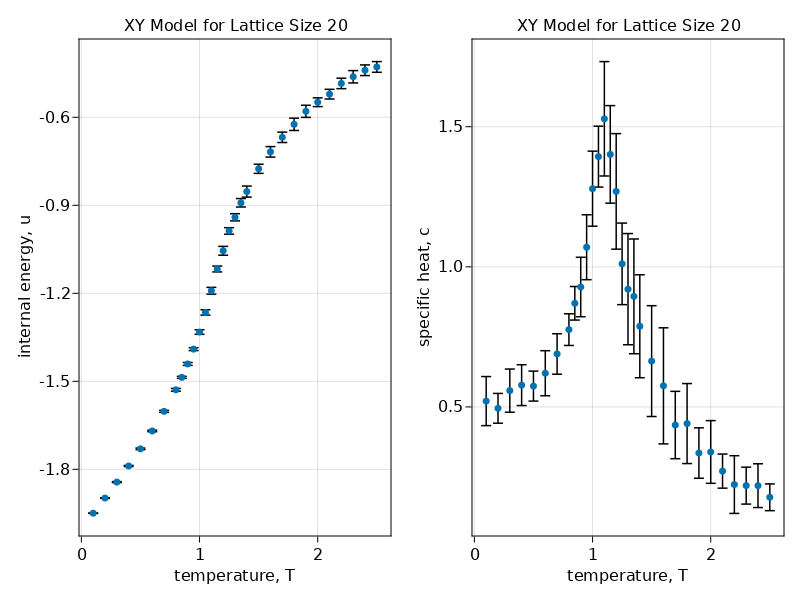 XY Model for Lattice Size 20
internal energy, u
-0.6
-0.9
-1.2
-1.5
-1.8
0
1
2
temperature, T
XY Model for Lattice Size 20
specific heat, c
1.5
1.0
0.5
0
1
2
temperature, T